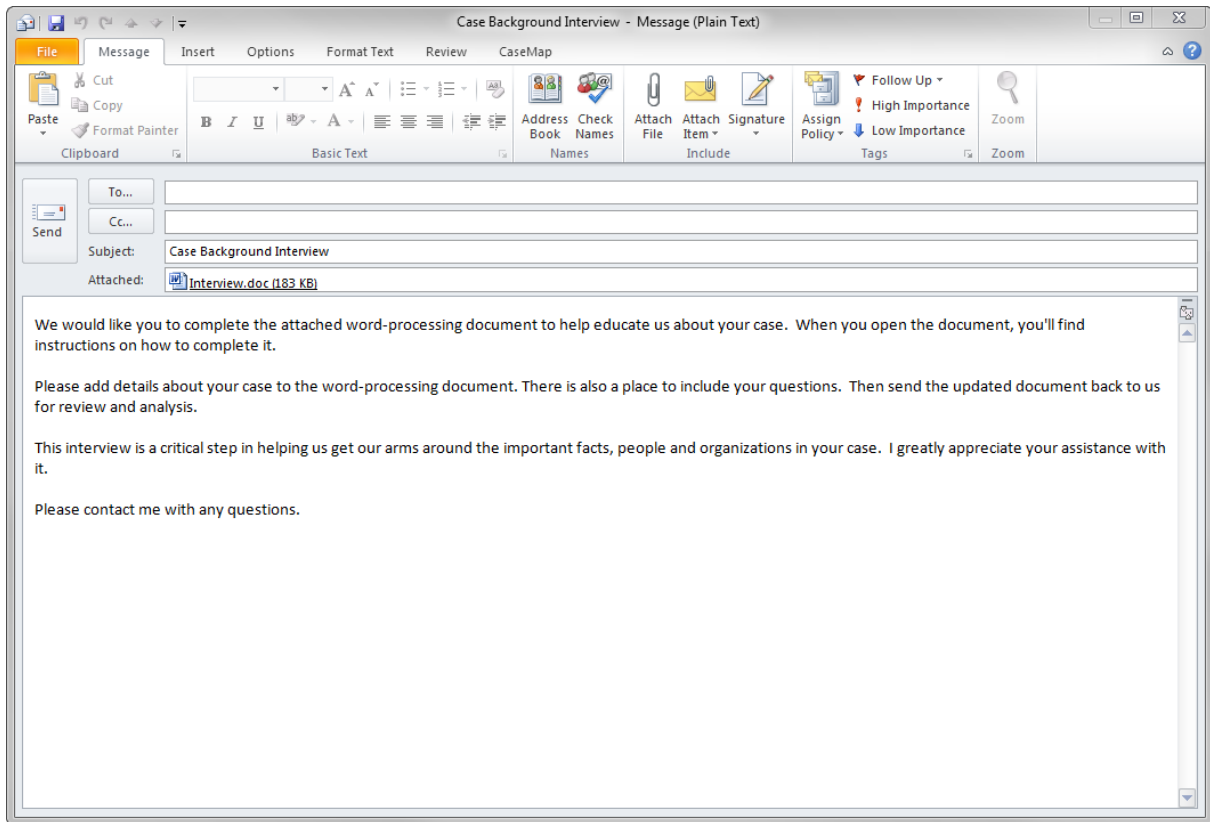 Case Background Interview - Message (Plain Text)
File Message Insert Options Format Text Review CaseMap
Paste
Cut
Copy
Format Painter
Clipboard
B I U A
Basic Text
Address Book
Check Names
Names
Attach File
Attach Item
Signature
Include
Assign Policy
Follow Up
High Importance
Low Importance
Tags
Zoom
Zoom
Send
To...
Cc...
Subject: Case Background Interview
Attached: Interview.doc (183 KB)
We would like you to complete the attached word-processing document to help educate us about your case. When you open the document, you'll find
instructions on how to complete it.
Please add details about your case to the word-processing document. There is also a place to include your questions. Then send the updated document back to us
for review and analysis.
This interview is a critical step in helping us get our arms around the important facts, people and organizations in your case. I greatly appreciate your assistance with
it.
Please contact me with any questions.